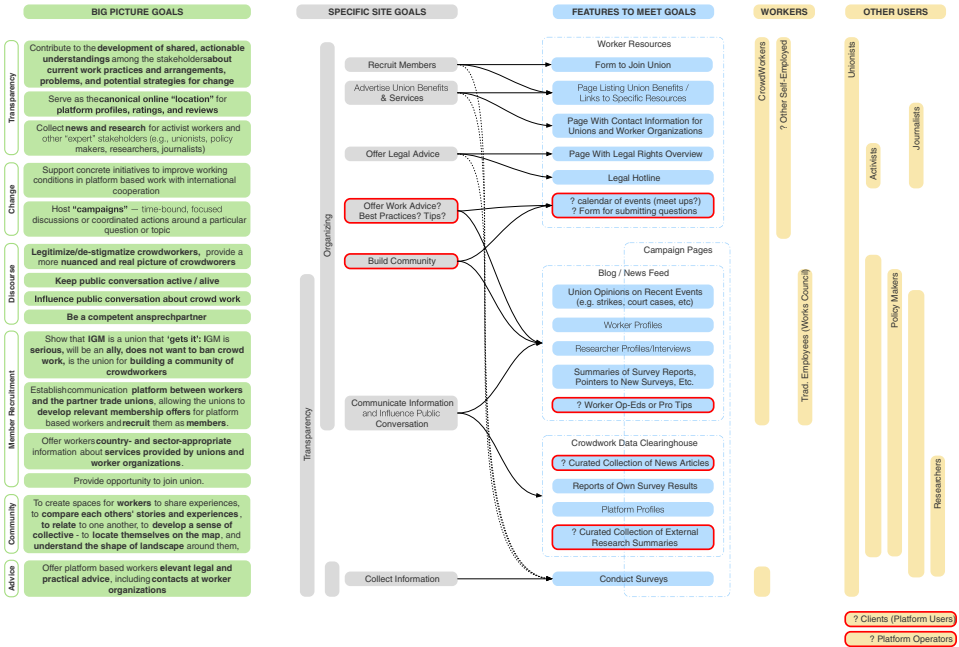 BIG PICTURE GOALS
SPECIFIC SITE GOALS
FEATURES TO MEET GOALS
WORKERS
OTHER USERS
Transparency
Contribute to the development of shared, actionable
understandings among the stakeholdersabout
current work practices and arrangements,
problems, and potential strategies for change
Serve as thecanonical online “location” for
platform profiles, ratings, and reviews
Collect news and research for activist workers and
other “expert” stakeholders (e.g., unionists, policy
makers, researchers, journalists)
Change
Support concrete initiatives to improve working
conditions in platform based work with international
cooperation
Host “campaigns” — time-bound, focused
discussions or coordinated actions around a particular
question or topic
Discourse
Legitimize/de-stigmatize crowdworkers, provide a
more nuanced and real picture of crowdworers
Keep public conversation active / alive
Influence public conversation about crowd work
Be a competent ansprechpartner
Member Recruitment
Show that IGM is a union that ‘gets it’: IGM is
serious, will be an ally, does not want to ban crowd
work, is the union for building a community of
crowdworkers
Establishcommunication platform between workers
and the partner trade unions, allowing the unions to
develop relevant membership offers for platform
based workers andrecruit them as members.
Offer workerscountry- and sector-appropriate
information about services provided by unions and
worker organizations.
Provide opportunity to join union.
Community
To create spaces for workers to share experiences,
to compare each others’ stories and experiences,
to relate to one another, to develop a sense of
collective - to locate themselves on the map, and
understand the shape of landscape around them,
Advice
Offer platform based workers elevant legal and
practical advice, including contacts at worker
organizations
Transparency
Organizing
Recruit Members
Advertise Union Benefits
& Services
Offer Legal Advice
Offer Work Advice?
Best Practices? Tips?
Build Community
Communicate Information
and Influence Public
Conversation
Collect Information
Worker Resources
Form to Join Union
Page Listing Union Benefits /
Links to Specific Resources
Page With Contact Information for
Unions and Worker Organizations
Page With Legal Rights Overview
Legal Hotline
? calendar of events (meet ups?)
? Form for submitting questions
Campaign Pages
Blog / News Feed
Union Opinions on Recent Events
(e.g. strikes, court cases, etc)
Worker Profiles
Researcher Profiles/Interviews
Summaries of Survey Reports,
Pointers to New Surveys, Etc.
? Worker Op-Eds or Pro Tips
Crowdwork Data Clearinghouse
? Curated Collection of News Articles
Reports of Own Survey Results
Platform Profiles
? Curated Collection of External
Research Summaries
Conduct Surveys
CrowdWorkers
? Other Self-Employed
Trad. Employees (Works Council)
Unionists
Activists
Policy Makers
Journalists
Researchers
? Clients (Platform Users)
? Platform Operators